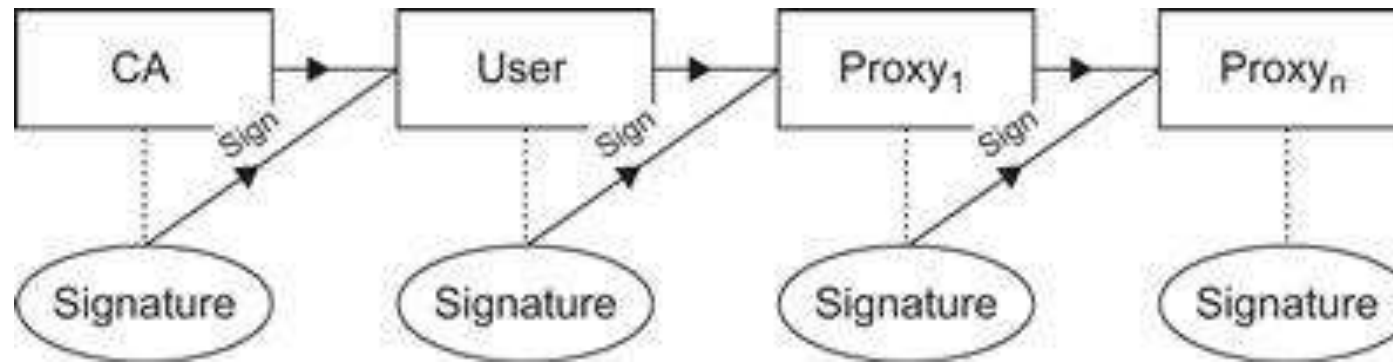 CA
User
Proxy₁
Proxyₙ
Sign
Sign
Sign
Signature
Signature
Signature
Signature